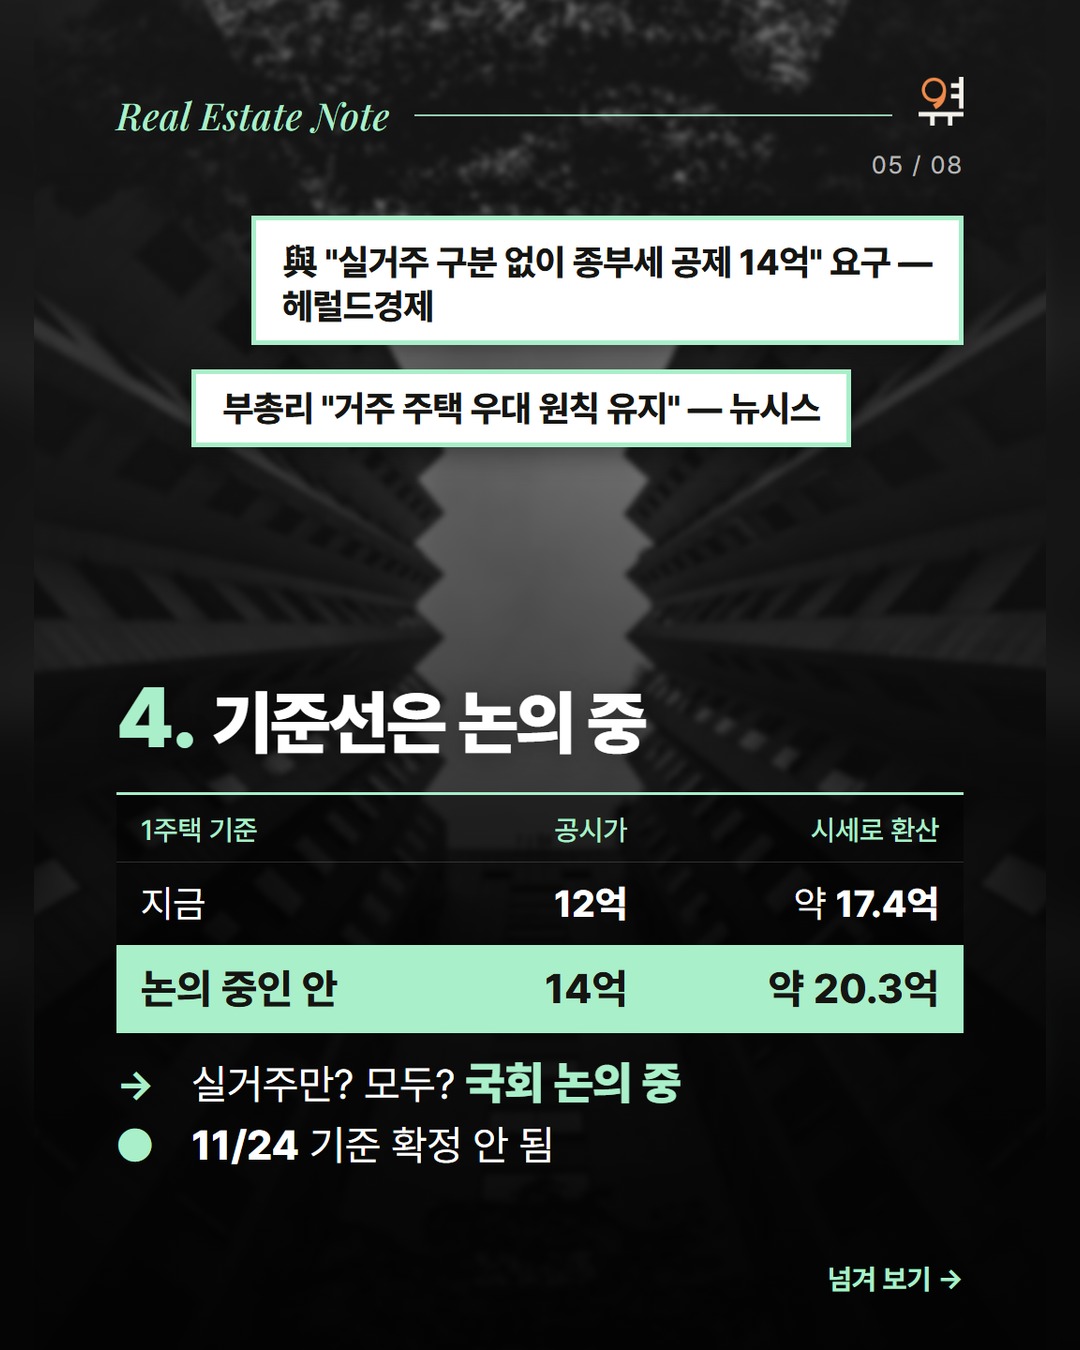 Real Estate Note
05 / 08
與 "실거주 구분 없이 종부세 공제 14억" 요구 —
헤럴드경제
부총리 "거주 주택 우대 원칙 유지" — 뉴시스
4. 기준선은 논의 중
1주택 기준 공시가 시세로 환산
지금 12억 약 17.4억
논의 중인 안 14억 약 20.3억
→ 실거주만? 모두? 국회 논의 중
● 11/24 기준 확정 안 됨
넘겨 보기 →